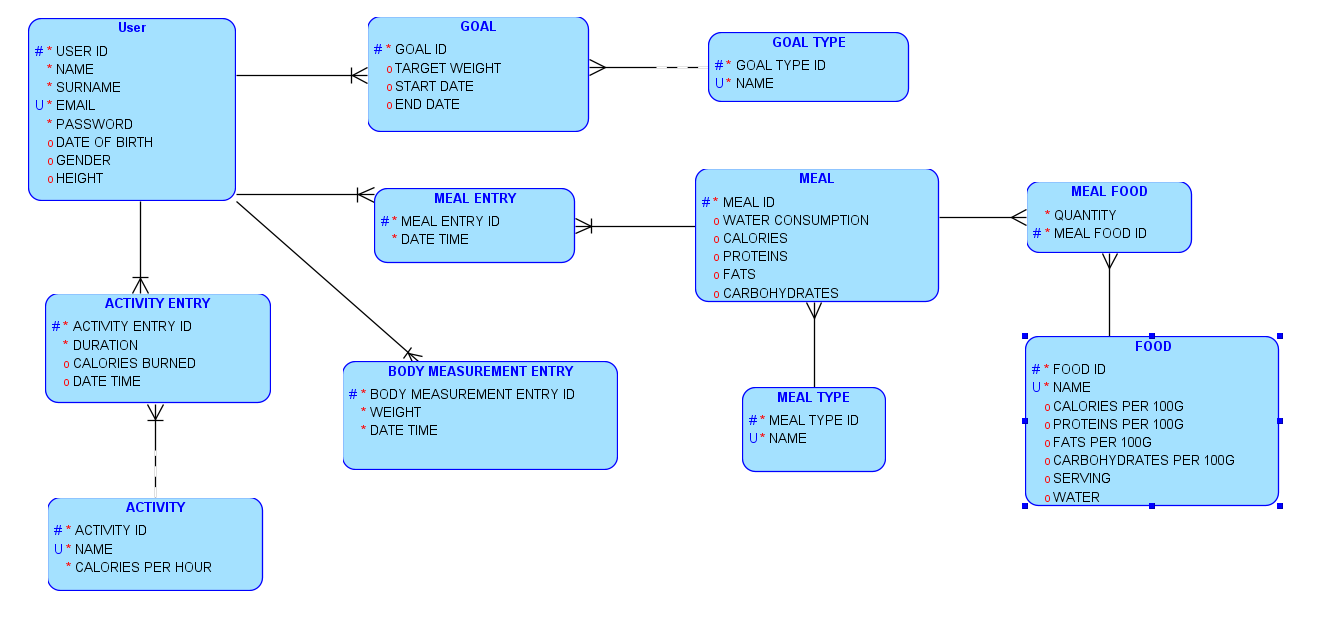 User
# * USER ID
* NAME
* SURNAME
U * EMAIL
* PASSWORD
o DATE OF BIRTH
o GENDER
o HEIGHT
GOAL
# * GOAL ID
o TARGET WEIGHT
o START DATE
o END DATE
GOAL TYPE
# * GOAL TYPE ID
U * NAME
MEAL ENTRY
# * MEAL ENTRY ID
* DATE TIME
MEAL
# * MEAL ID
o WATER CONSUMPTION
o CALORIES
o PROTEINS
o FATS
o CARBOHYDRATES
MEAL FOOD
* QUANTITY
# * MEAL FOOD ID
ACTIVITY ENTRY
# * ACTIVITY ENTRY ID
* DURATION
o CALORIES BURNED
o DATE TIME
BODY MEASUREMENT ENTRY
# * BODY MEASUREMENT ENTRY ID
* WEIGHT
* DATE TIME
MEAL TYPE
# * MEAL TYPE ID
U * NAME
FOOD
# * FOOD ID
U * NAME
o CALORIES PER 100G
o PROTEINS PER 100G
o FATS PER 100G
o CARBOHYDRATES PER 100G
o SERVING
o WATER
ACTIVITY
# * ACTIVITY ID
U * NAME
* CALORIES PER HOUR